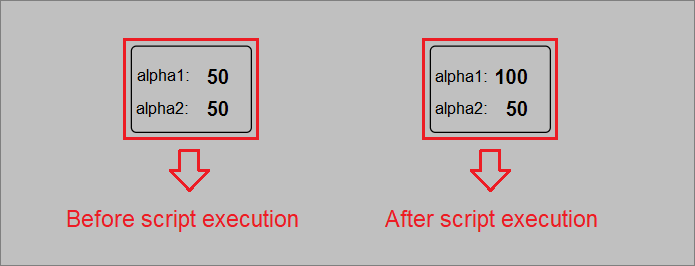 alpha1: 50
alpha2: 50
Before script execution
alpha1: 100
alpha2: 50
After script execution